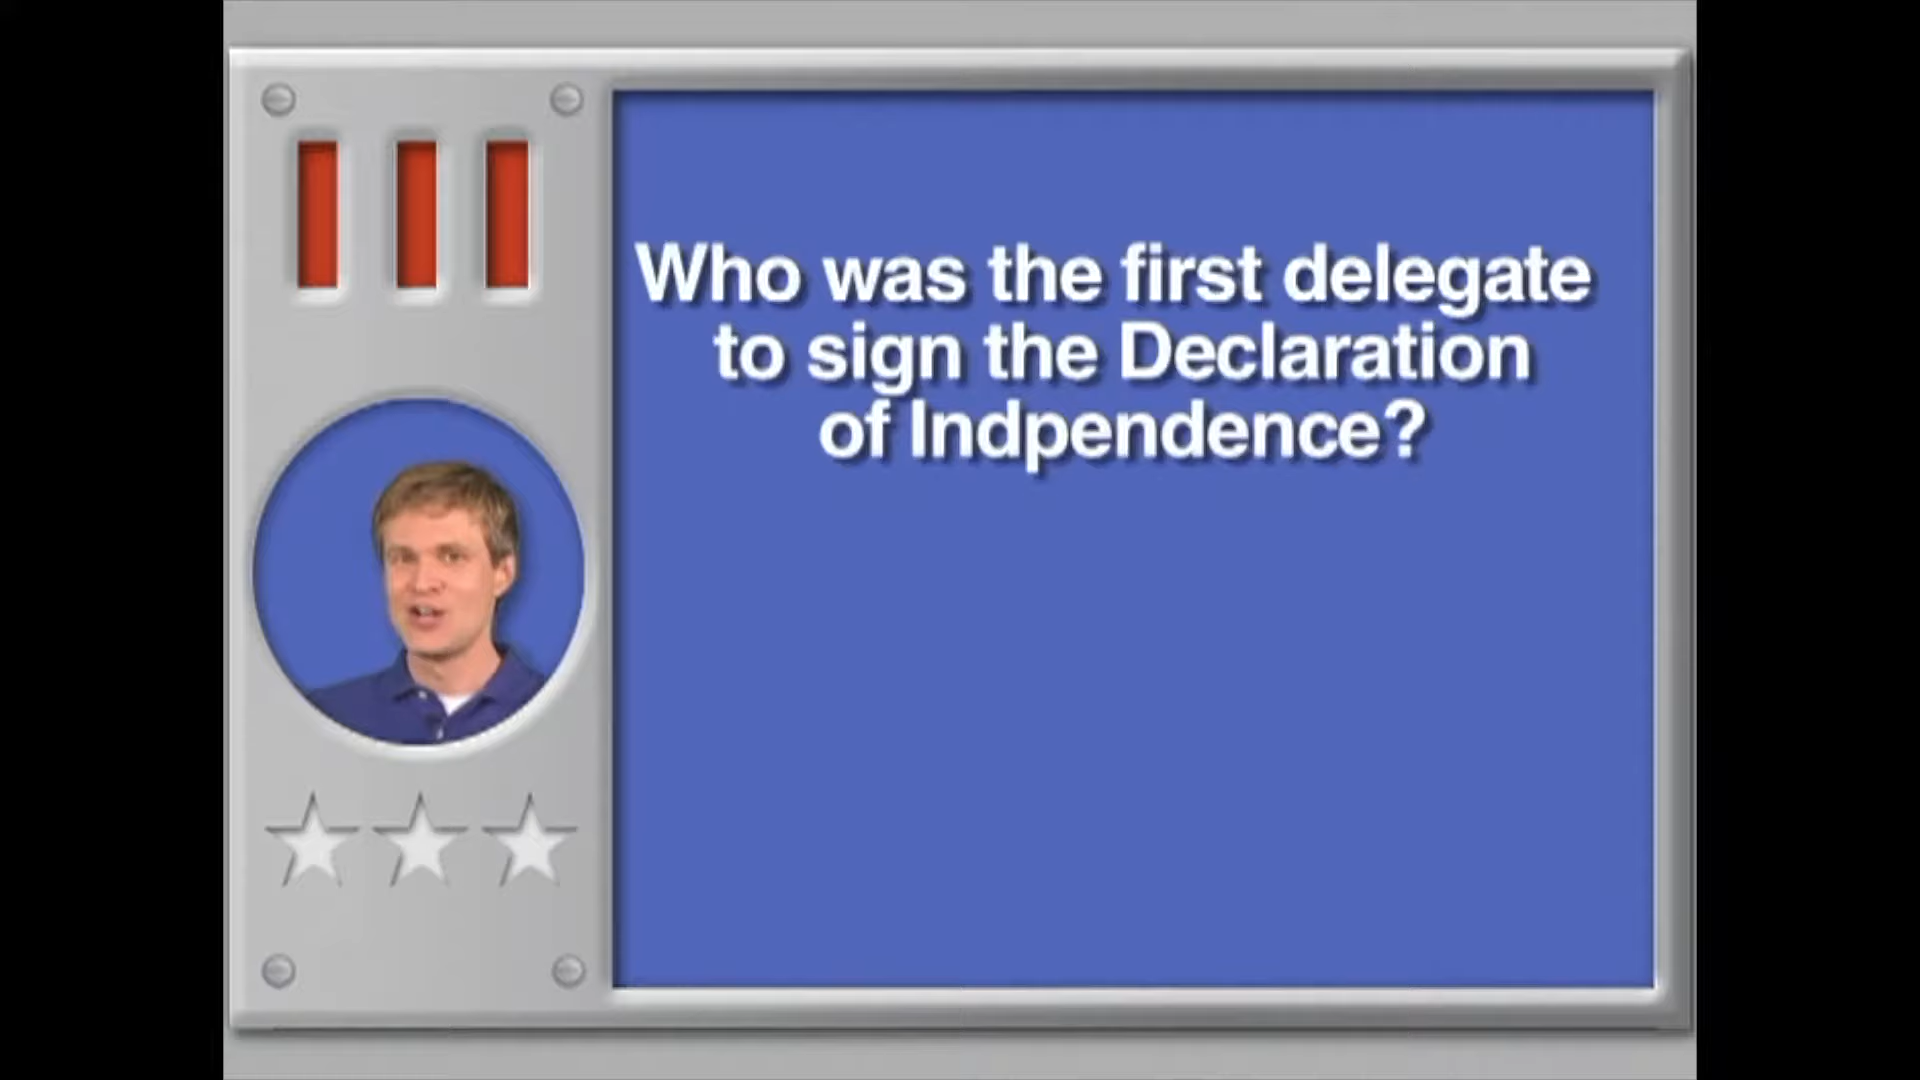 Who was the first delegate
to sign the Declaration
of Indpendence?